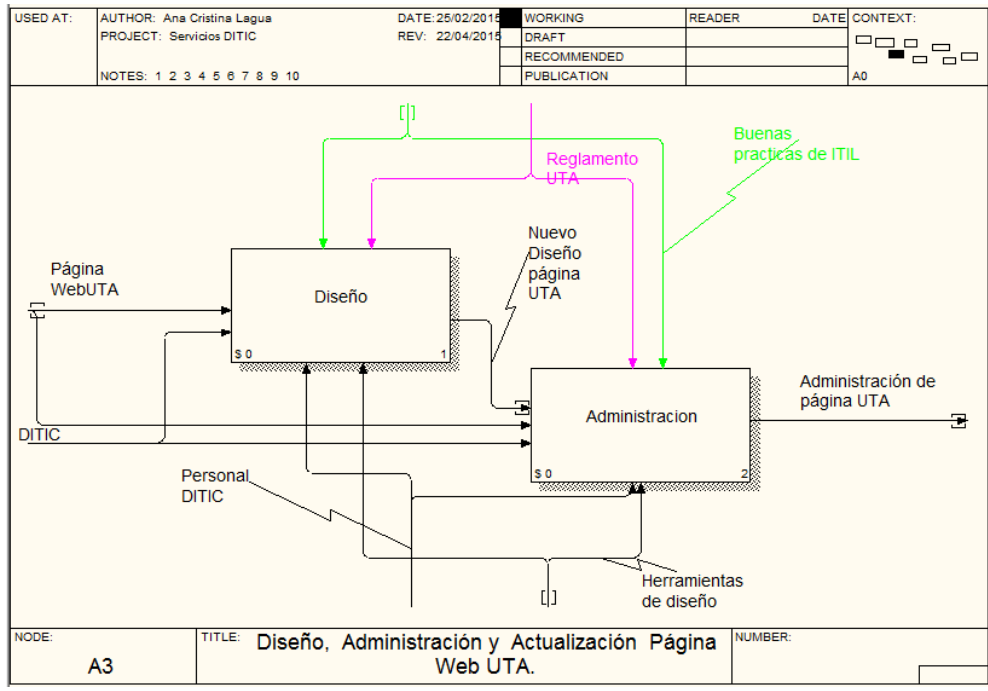 USED AT:
AUTHOR: Ana Cristina Lagua
DATE: 25/02/2015
PROJECT: Servicios DITIC
REV: 22/04/2015
NOTES: 1 2 3 4 5 6 7 8 9 10
WORKING
DRAFT
RECOMMENDED
PUBLICATION
READER
DATE
CONTEXT:
A0
Buenas
practicas de ITIL
Reglamento
UTA
Nuevo
Diseño
página
UTA
Página
WebUTA
Diseño
$ 0
1
Administración de
página UTA
Administracion
$ 0
2
DITIC
Personal
DITIC
Herramientas
de diseño
NODE:
A3
TITLE:
Diseño, Administración y Actualización Página
Web UTA.
NUMBER: